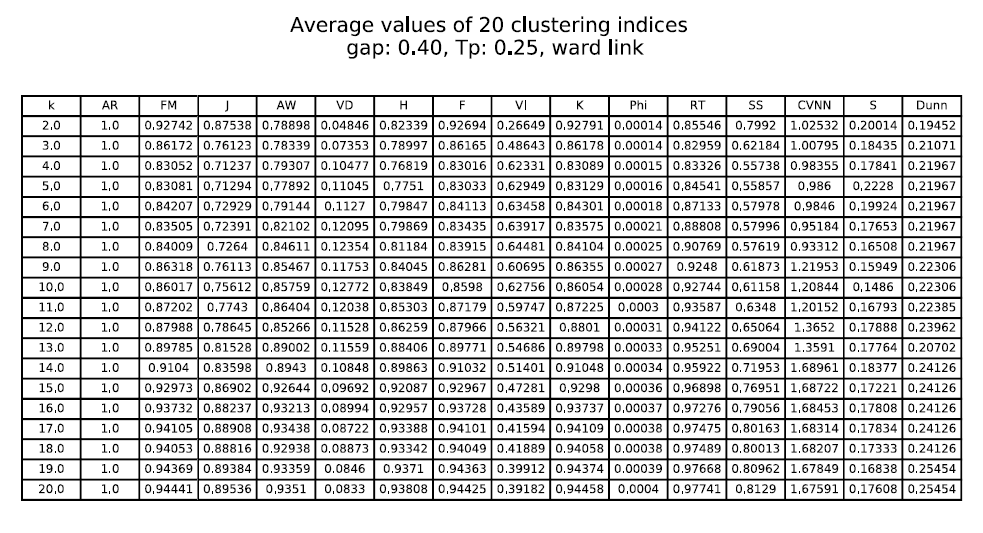 Average values of 20 clustering indices
gap: 0.40, Tp: 0.25, ward link
k AR FM J AW VD H F VI K Phi RT SS CVNN S Dunn
2.0 1.0 0.92742 0.87538 0.78898 0.04846 0.82339 0.92694 0.26649 0.92791 0.00014 0.85546 0.7992 1.02532 0.20014 0.19452
3.0 1.0 0.86172 0.76123 0.78339 0.07353 0.78997 0.86165 0.48643 0.86178 0.00014 0.82959 0.62184 1.00795 0.18435 0.21071
4.0 1.0 0.83052 0.71237 0.79307 0.10477 0.76819 0.83016 0.62331 0.83089 0.00015 0.83326 0.55738 0.98355 0.17841 0.21967
5.0 1.0 0.83081 0.71294 0.77892 0.11045 0.7751 0.83033 0.62949 0.83129 0.00016 0.84541 0.55857 0.986 0.2228 0.21967
6.0 1.0 0.84207 0.72929 0.79144 0.1127 0.79847 0.84113 0.63458 0.84301 0.00018 0.87133 0.57978 0.9846 0.19924 0.21967
7.0 1.0 0.83505 0.72391 0.82102 0.12095 0.79869 0.83435 0.63917 0.83575 0.00021 0.88808 0.57996 0.95184 0.17653 0.21967
8.0 1.0 0.84009 0.7264 0.84611 0.12354 0.81184 0.83915 0.64481 0.84104 0.00025 0.90769 0.57619 0.93312 0.16508 0.21967
9.0 1.0 0.86318 0.76113 0.85467 0.11753 0.84045 0.86281 0.60695 0.86355 0.00027 0.9248 0.61873 1.21953 0.15949 0.22306
10.0 1.0 0.86017 0.75612 0.85759 0.12772 0.83849 0.8598 0.62756 0.86054 0.00028 0.92744 0.61158 1.20844 0.1486 0.22306
11.0 1.0 0.87202 0.7743 0.86404 0.12038 0.85303 0.87179 0.59747 0.87225 0.0003 0.93587 0.6348 1.20152 0.16793 0.22385
12.0 1.0 0.87988 0.78645 0.85266 0.11528 0.86259 0.87966 0.56321 0.8801 0.00031 0.94122 0.65064 1.3652 0.17888 0.23962
13.0 1.0 0.89785 0.81528 0.89002 0.11559 0.88406 0.89771 0.54686 0.89798 0.00033 0.95251 0.69004 1.3591 0.17764 0.20702
14.0 1.0 0.9104 0.83598 0.8943 0.10848 0.89863 0.91032 0.51401 0.91048 0.00034 0.95922 0.71953 1.68961 0.18377 0.24126
15.0 1.0 0.92973 0.86902 0.92644 0.09692 0.92087 0.92967 0.47281 0.9298 0.00036 0.96898 0.76951 1.68722 0.17221 0.24126
16.0 1.0 0.93732 0.88237 0.93213 0.08994 0.92957 0.93728 0.43589 0.93737 0.00037 0.97276 0.79056 1.68453 0.17808 0.24126
17.0 1.0 0.94105 0.88908 0.93438 0.08722 0.93388 0.94101 0.41594 0.94109 0.00038 0.97475 0.80163 1.68314 0.17834 0.24126
18.0 1.0 0.94053 0.88816 0.92938 0.08873 0.93342 0.94049 0.41889 0.94058 0.00038 0.97489 0.80013 1.68207 0.17333 0.24126
19.0 1.0 0.94369 0.89384 0.93359 0.0846 0.9371 0.94363 0.39912 0.94374 0.00039 0.97668 0.80962 1.67849 0.16838 0.25454
20.0 1.0 0.94441 0.89536 0.9351 0.0833 0.93808 0.94425 0.39182 0.94458 0.0004 0.97741 0.8129 1.67591 0.17608 0.25454